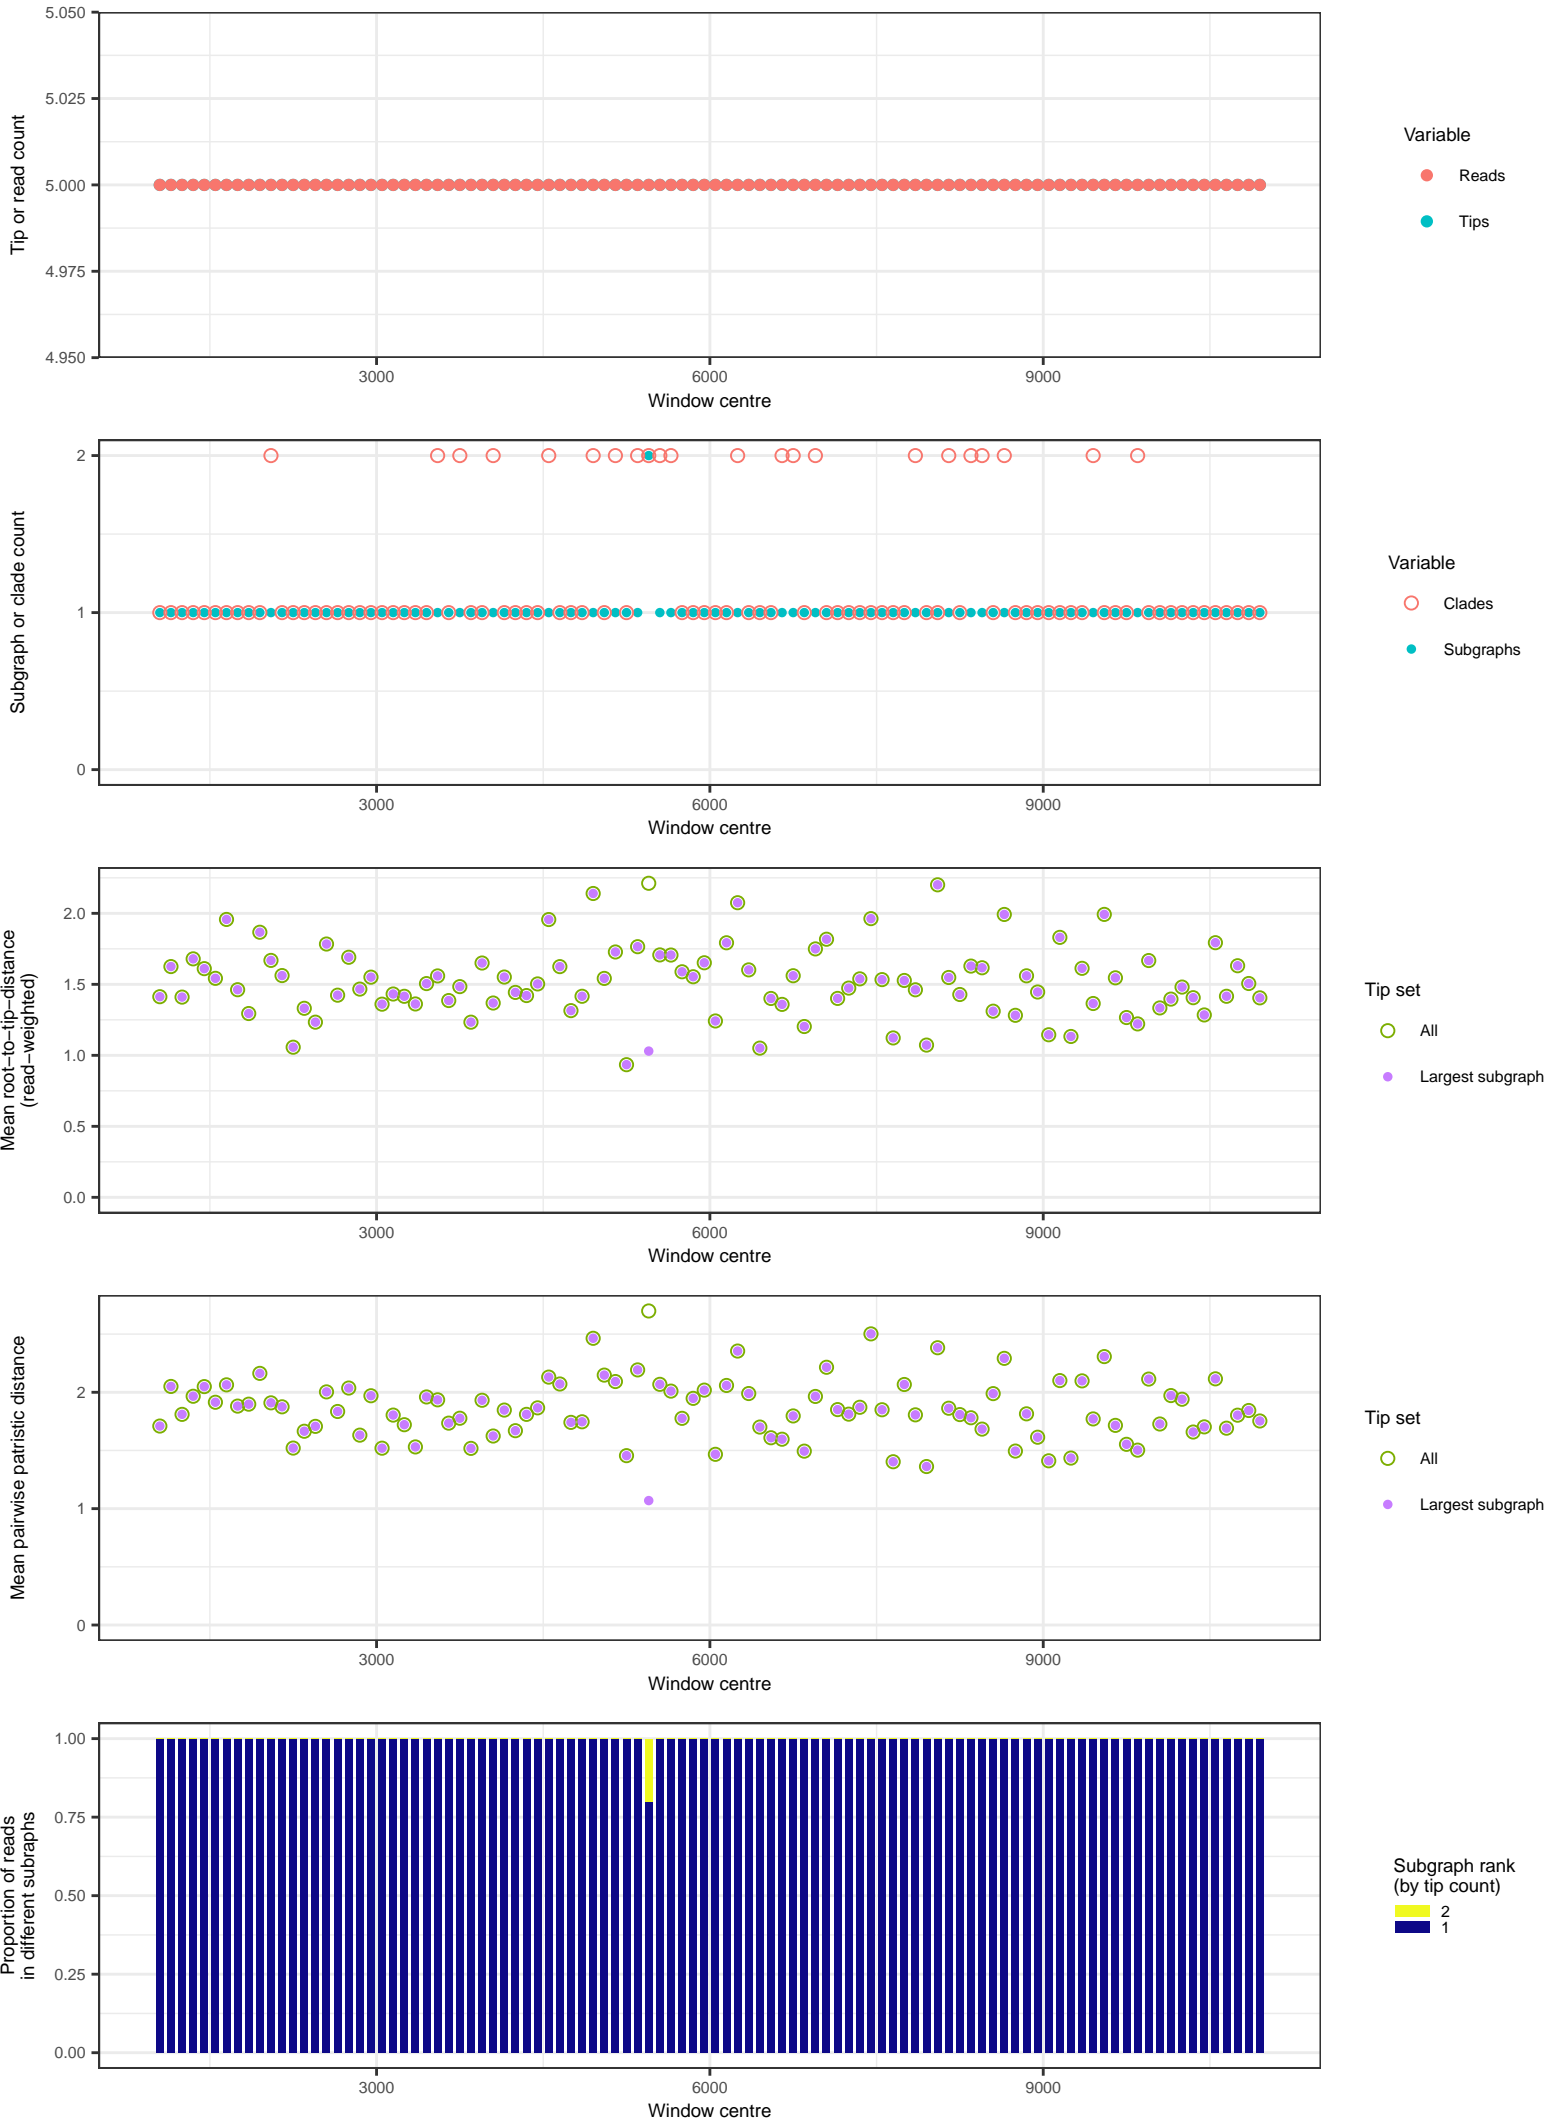 5.050
5.025
5.000
4.975
4.950
Tip or read count
3000 6000 9000
Window centre
Variable
Reads
Tips
2
1
0
Subgraph or clade count
3000 6000 9000
Window centre
Variable
Clades
Subgraphs
2.0
1.5
1.0
0.5
0.0
Mean root−to−tip−distance
(read−weighted)
3000 6000 9000
Window centre
Tip set
All
Largest subgraph
2
1
0
Mean pairwise patristic distance
3000 6000 9000
Window centre
Tip set
All
Largest subgraph
1.00
0.75
0.50
0.25
0.00
Proportion of reads
in different subraphs
3000 6000 9000
Window centre
Subgraph rank
(by tip count)
2
1